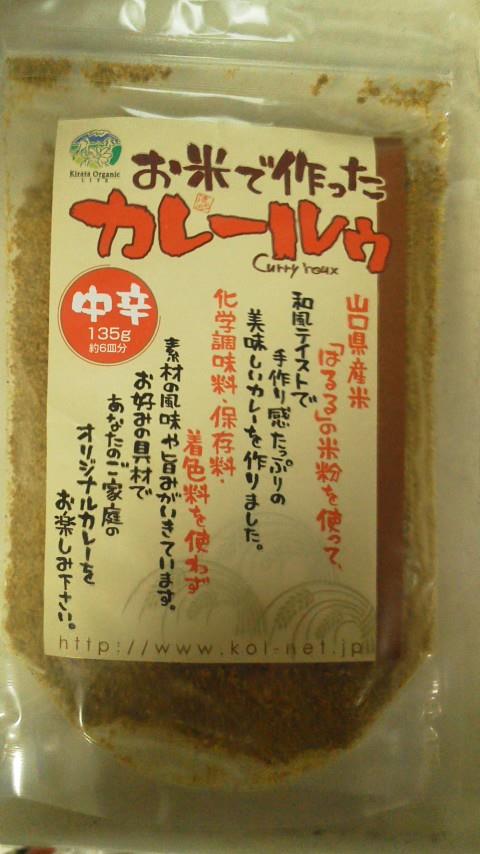 Kirara Organic
LIFE
お米で作った
カレールゥ
Curry roux
中辛
135g
約6皿分
山口県産米
「はるる」の米粉を使って、
和風テイストで
手作り感たっぷりの
美味しいカレーを作りました。
化学調味料・保存料・
着色料を使わず
素材の風味や旨みがいきています。
お好みの具材で
あなたのご家庭の
オリジナルカレーを
お楽しみ下さい。
http://www.kol-net.jp